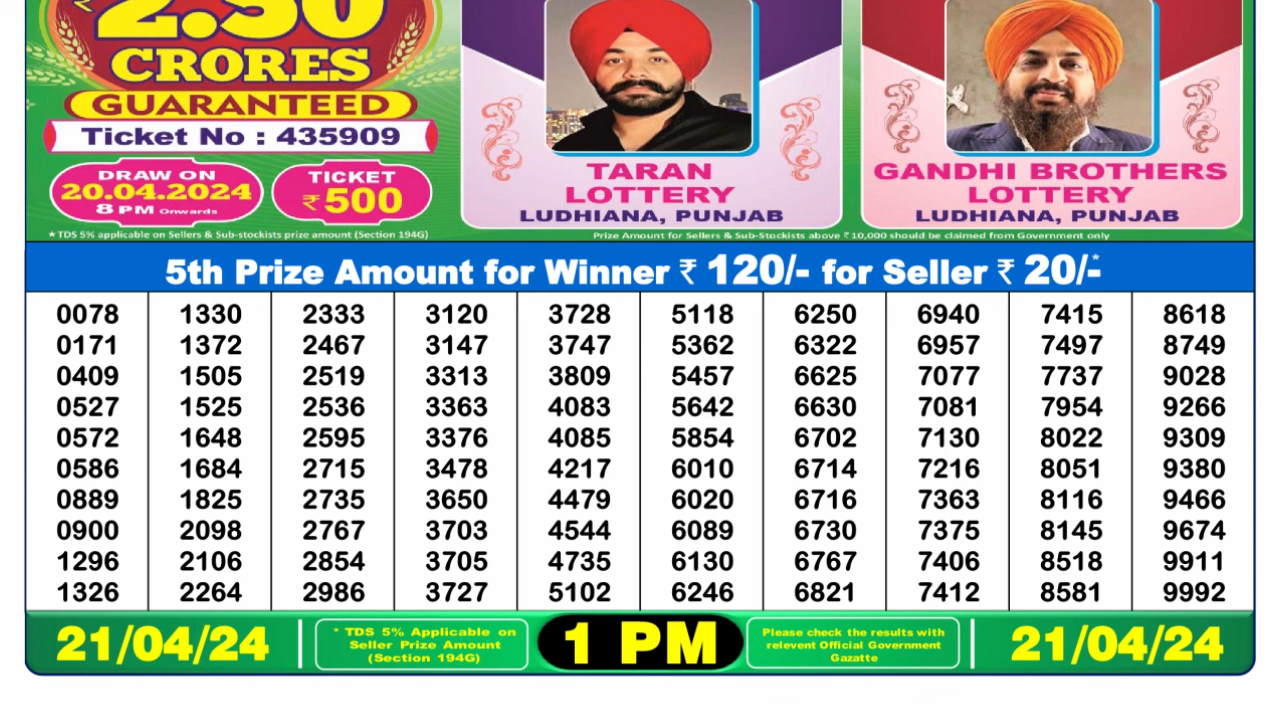 ₹ 2.50
CRORES
GUARANTEED
Ticket No : 435909
DRAW ON
20.04.2024
8 PM Onwards
TICKET
₹ 500
TARAN
LOTTERY
LUDHIANA, PUNJAB
GANDHI BROTHERS
LOTTERY
LUDHIANA, PUNJAB
★ TDS 5% applicable on Sellers & Sub-stockists prize amount (Section 194G)
Prize Amount for Sellers & Sub-Stockists above ₹ 10,000 should be claimed from Government only
5th Prize Amount for Winner ₹ 120/- for Seller ₹ 20/-*
0078 1330 2333 3120 3728 5118 6250 6940 7415 8618
0171 1372 2467 3147 3747 5362 6322 6957 7497 8749
0409 1505 2519 3313 3809 5457 6625 7077 7737 9028
0527 1525 2536 3363 4083 5642 6630 7081 7954 9266
0572 1648 2595 3376 4085 5854 6702 7130 8022 9309
0586 1684 2715 3478 4217 6010 6714 7216 8051 9380
0889 1825 2735 3650 4479 6020 6716 7363 8116 9466
0900 2098 2767 3703 4544 6089 6730 7375 8145 9674
1296 2106 2854 3705 4735 6130 6767 7406 8518 9911
1326 2264 2986 3727 5102 6246 6821 7412 8581 9992
21/04/24
* TDS 5% Applicable on
Seller Prize Amount
(Section 194G)
1 PM
Please check the results with
relevent Official Government
Gazatte
21/04/24